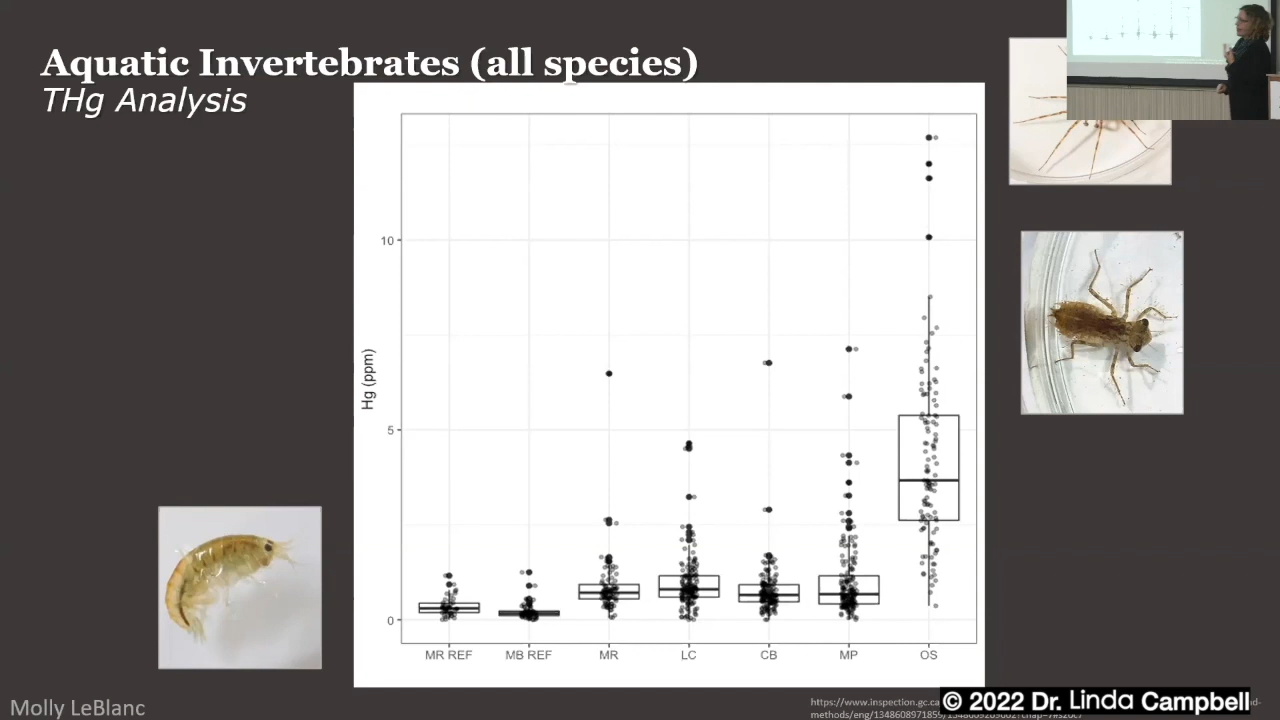 Aquatic Invertebrates (all species)
THg Analysis
Hg (ppm)
10
5
0
MR REF
MB REF
MR
LC
CB
MP
OS
Molly LeBlanc
https://www.inspection.gc.ca
© 2022 Dr. Linda Campbell